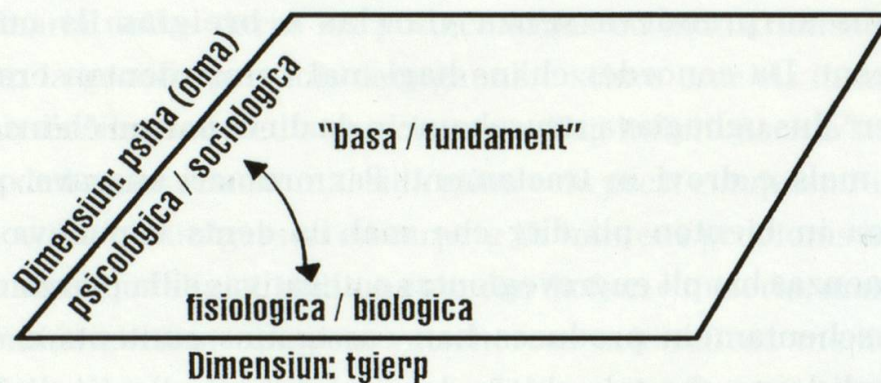 Dimensiun: psiha (olma)
psicologica / sociologica
"basa / fundament"
fisiologica / biologica
Dimensiun: tgierp